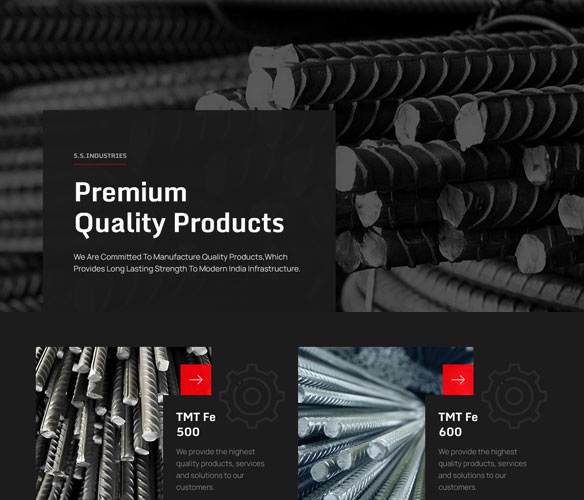 S.S.INDUSTRIES
Premium
Quality Products
We Are Committed To Manufacture Quality Products,Which
Provides Long Lasting Strength To Modern India Infrastructure.
TMT Fe
500
We provide the highest
quality products, services
and solutions to our
customers.
TMT Fe
600
We provide the highest
quality products, services
and solutions to our
customers.